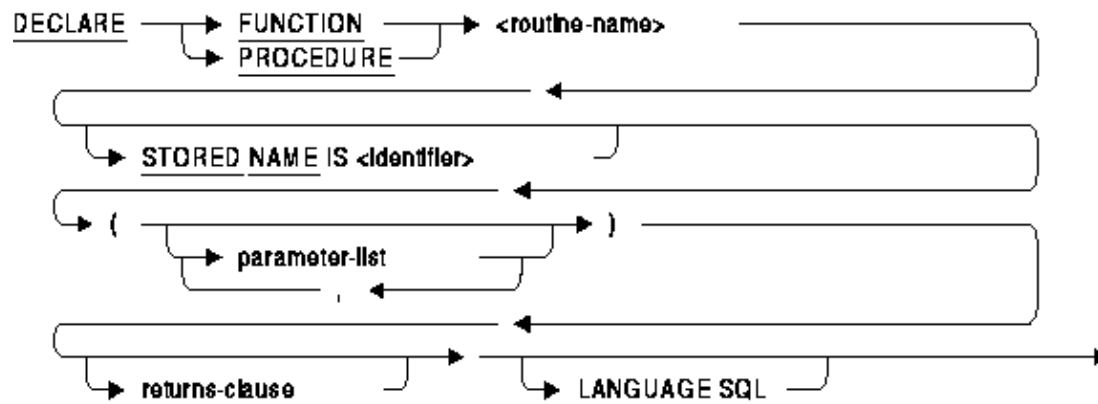 DECLARE FUNCTION <routine-name>
PROCEDURE
STORED NAME IS <identifier>
( )
parameter-list
,
returns-clause LANGUAGE SQL